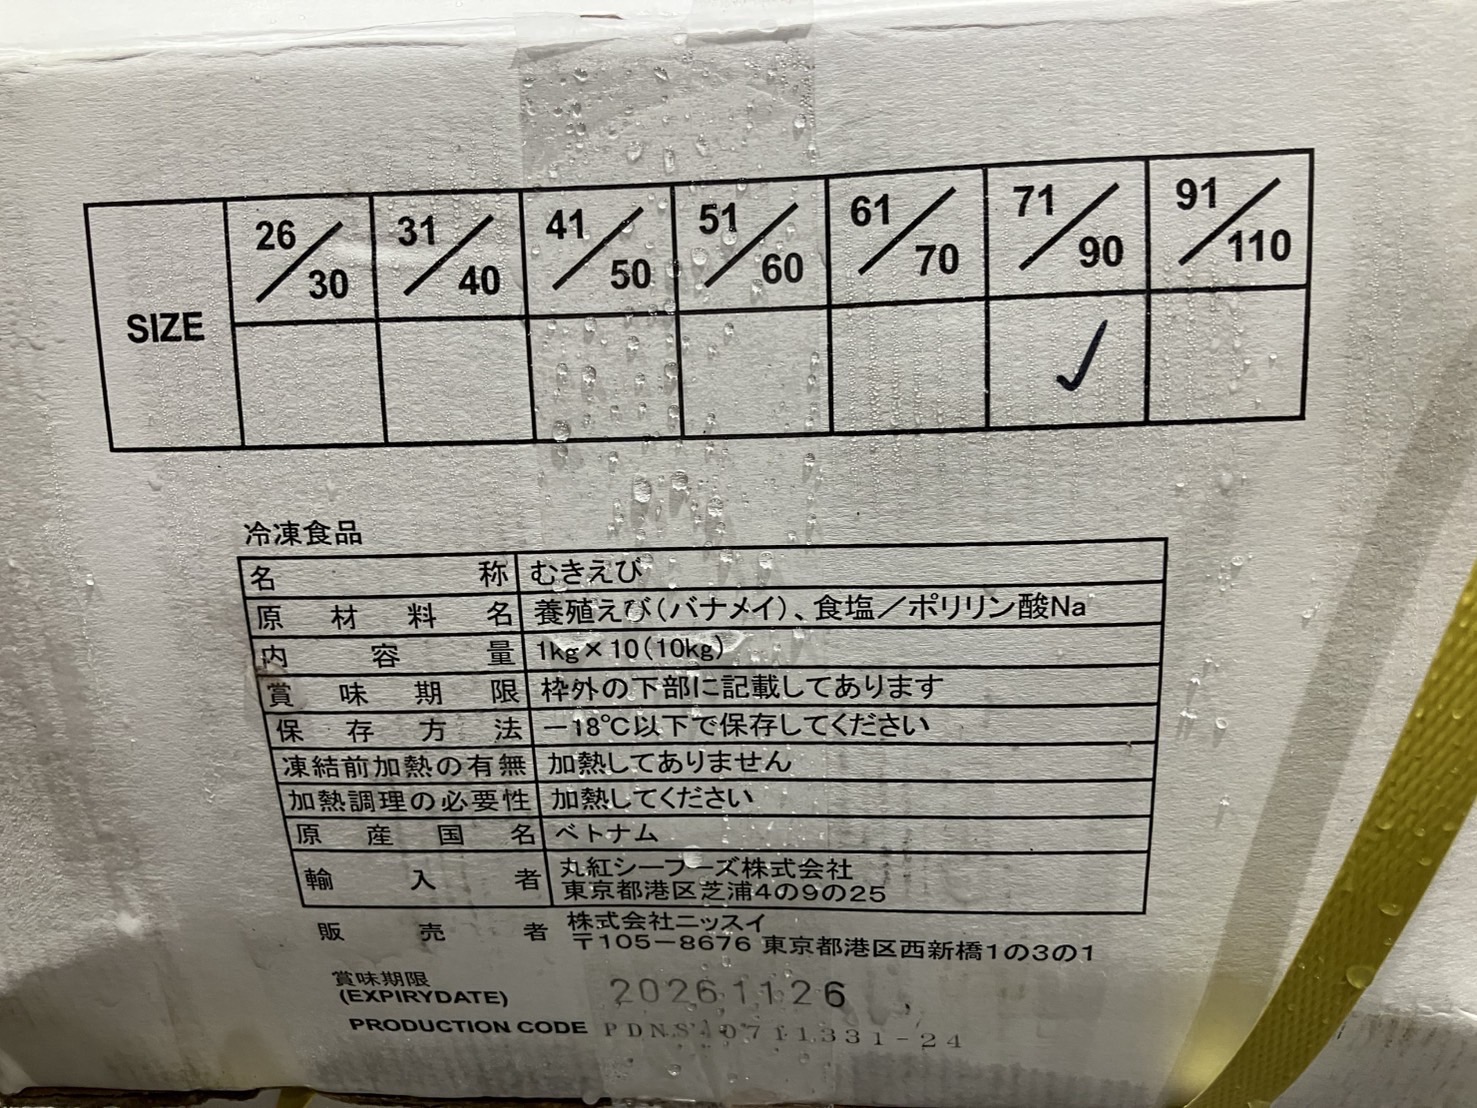 SIZE
26/30
31/40
41/50
51/60
61/70
71/90
91/110
✓
冷凍食品
名称 むきえび
原材料名 養殖えび(バナメイ)、食塩/ポリリン酸Na
内容量 1kg×10(10kg)
賞味期限 枠外の下部に記載してあります
保存方法 -18℃以下で保存してください
凍結前加熱の有無 加熱してありません
加熱調理の必要性 加熱してください
原産国名 ベトナム
輸入者 丸紅シーフーズ株式会社
東京都港区芝浦4の9の25
販売者 株式会社ニッスイ
〒105-8676 東京都港区西新橋1の3の1
賞味期限
(EXPIRYDATE) 20261126
PRODUCTION CODE